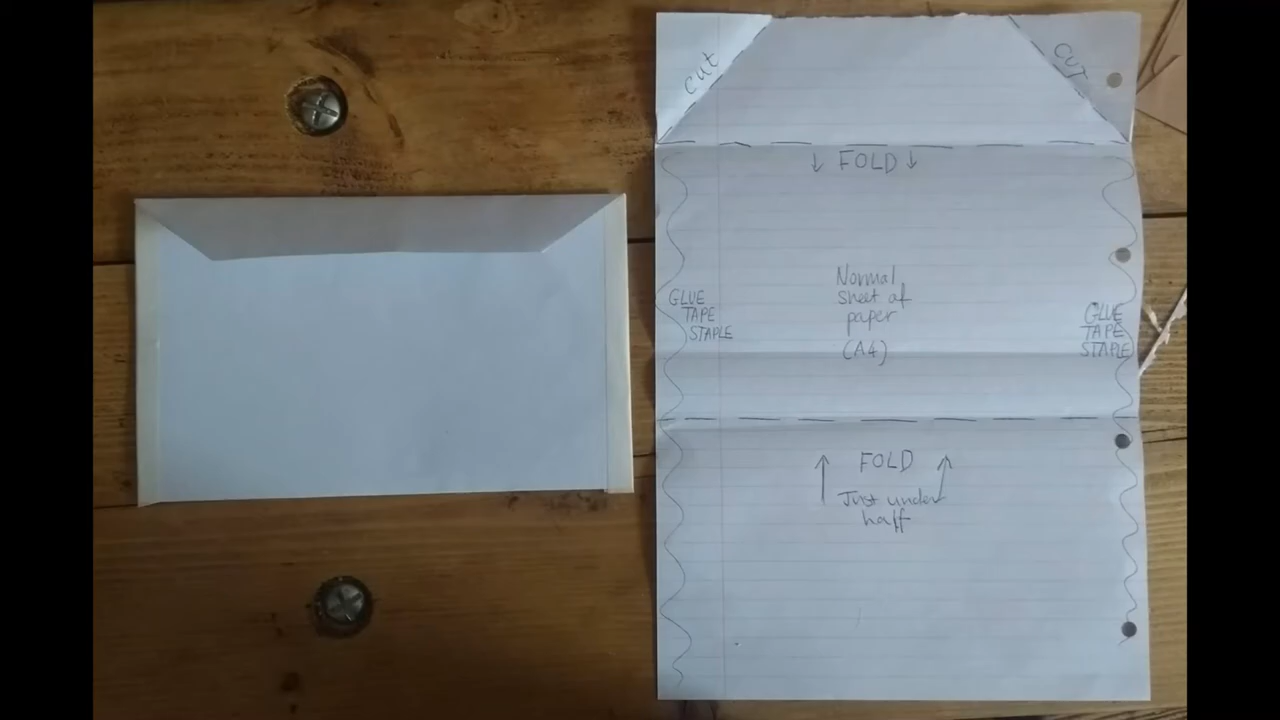 cut
CUT
↓ FOLD ↓
Normal
sheet of
paper
(A4)
GLUE
TAPE
STAPLE
GLUE
TAPE
STAPLE
FOLD
Just under
half